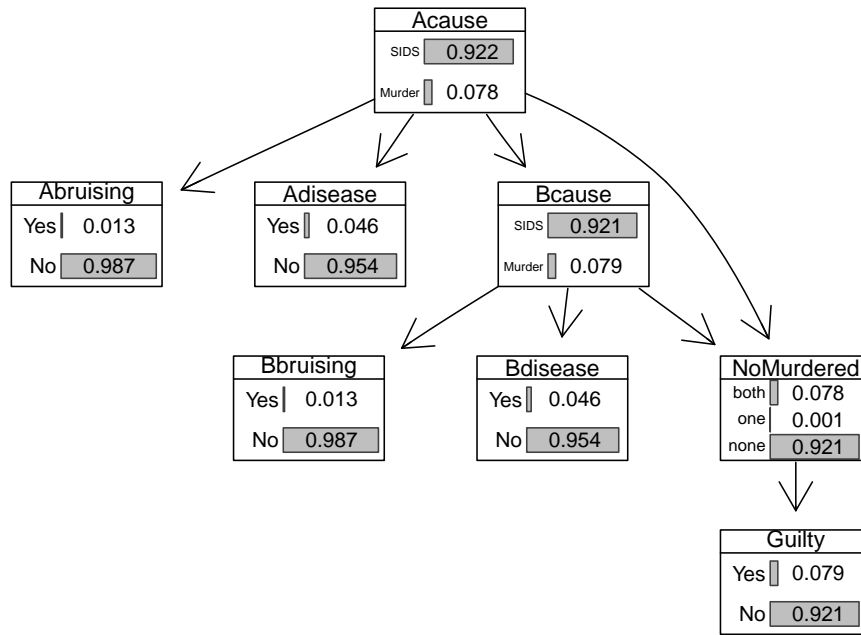 Acause
SIDS 0.922
Murder 0.078
Abruising
Yes 0.013
No 0.987
Adisease
Yes 0.046
No 0.954
Bcause
SIDS 0.921
Murder 0.079
Bbruising
Yes 0.013
No 0.987
Bdisease
Yes 0.046
No 0.954
NoMurdered
both 0.078
one 0.001
none 0.921
Guilty
Yes 0.079
No 0.921